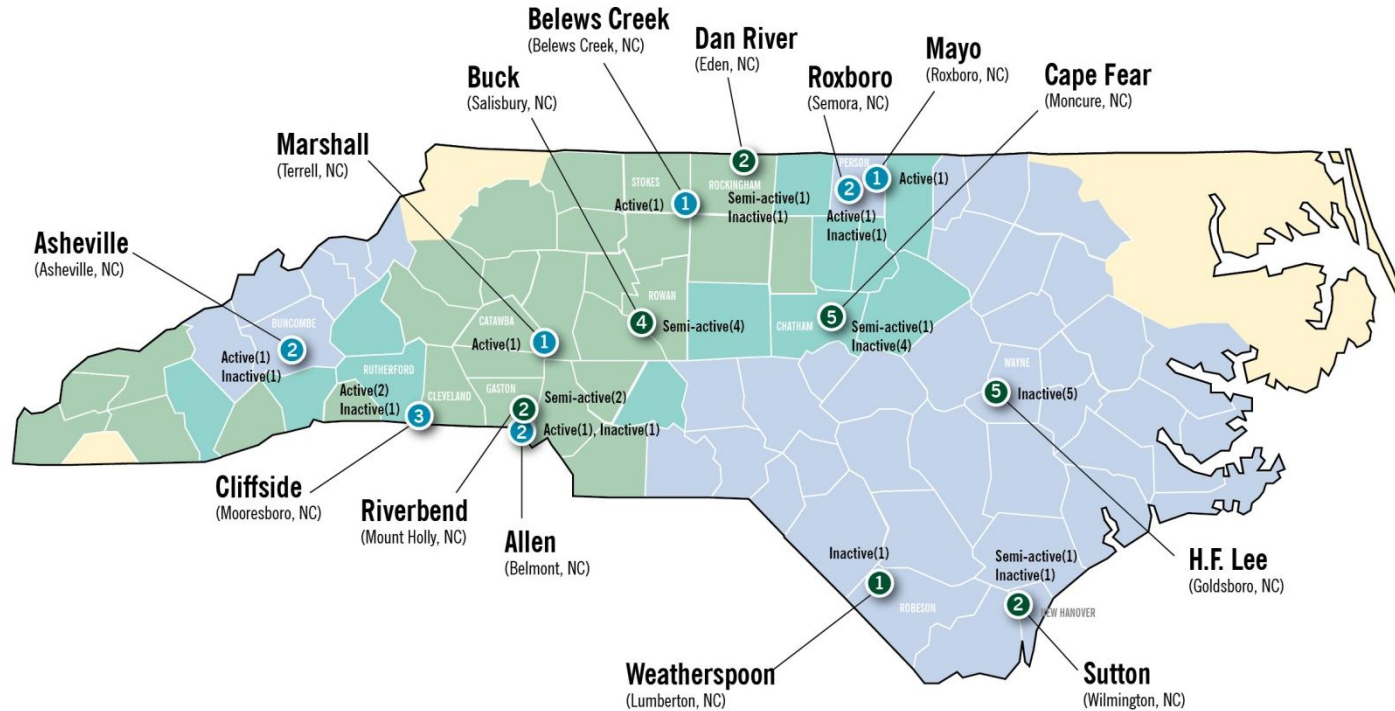 Belews Creek
(Belews Creek, NC)
Dan River
(Eden, NC)
Mayo
(Roxboro, NC)
Buck
(Salisbury, NC)
Roxboro
(Semora, NC)
Cape Fear
(Moncure, NC)
Marshall
(Terrell, NC)
Asheville
(Asheville, NC)
STOKES
ROCKINGHAM
PERSON
2
1
Active(1)
2
Active(1)
1
Semi-active(1)
Inactive(1)
Active(1)
Inactive(1)
ROWAN
BUNCOMBE
CATAWBA
CHATHAM
WAYNE
4
Semi-active(4)
5
Semi-active(1)
Inactive(4)
Active(1)
1
2
Active(1)
Inactive(1)
RUTHERFORD
Active(2)
Inactive(1)
3
CLEVELAND
GASTON
2
Semi-active(2)
2
Active(1), Inactive(1)
5
Inactive(5)
Cliffside
(Mooresboro, NC)
Riverbend
(Mount Holly, NC)
Allen
(Belmont, NC)
Inactive(1)
1
ROBESON
Semi-active(1)
Inactive(1)
2
NEW HANOVER
H.F. Lee
(Goldsboro, NC)
Weatherspoon
(Lumberton, NC)
Sutton
(Wilmington, NC)